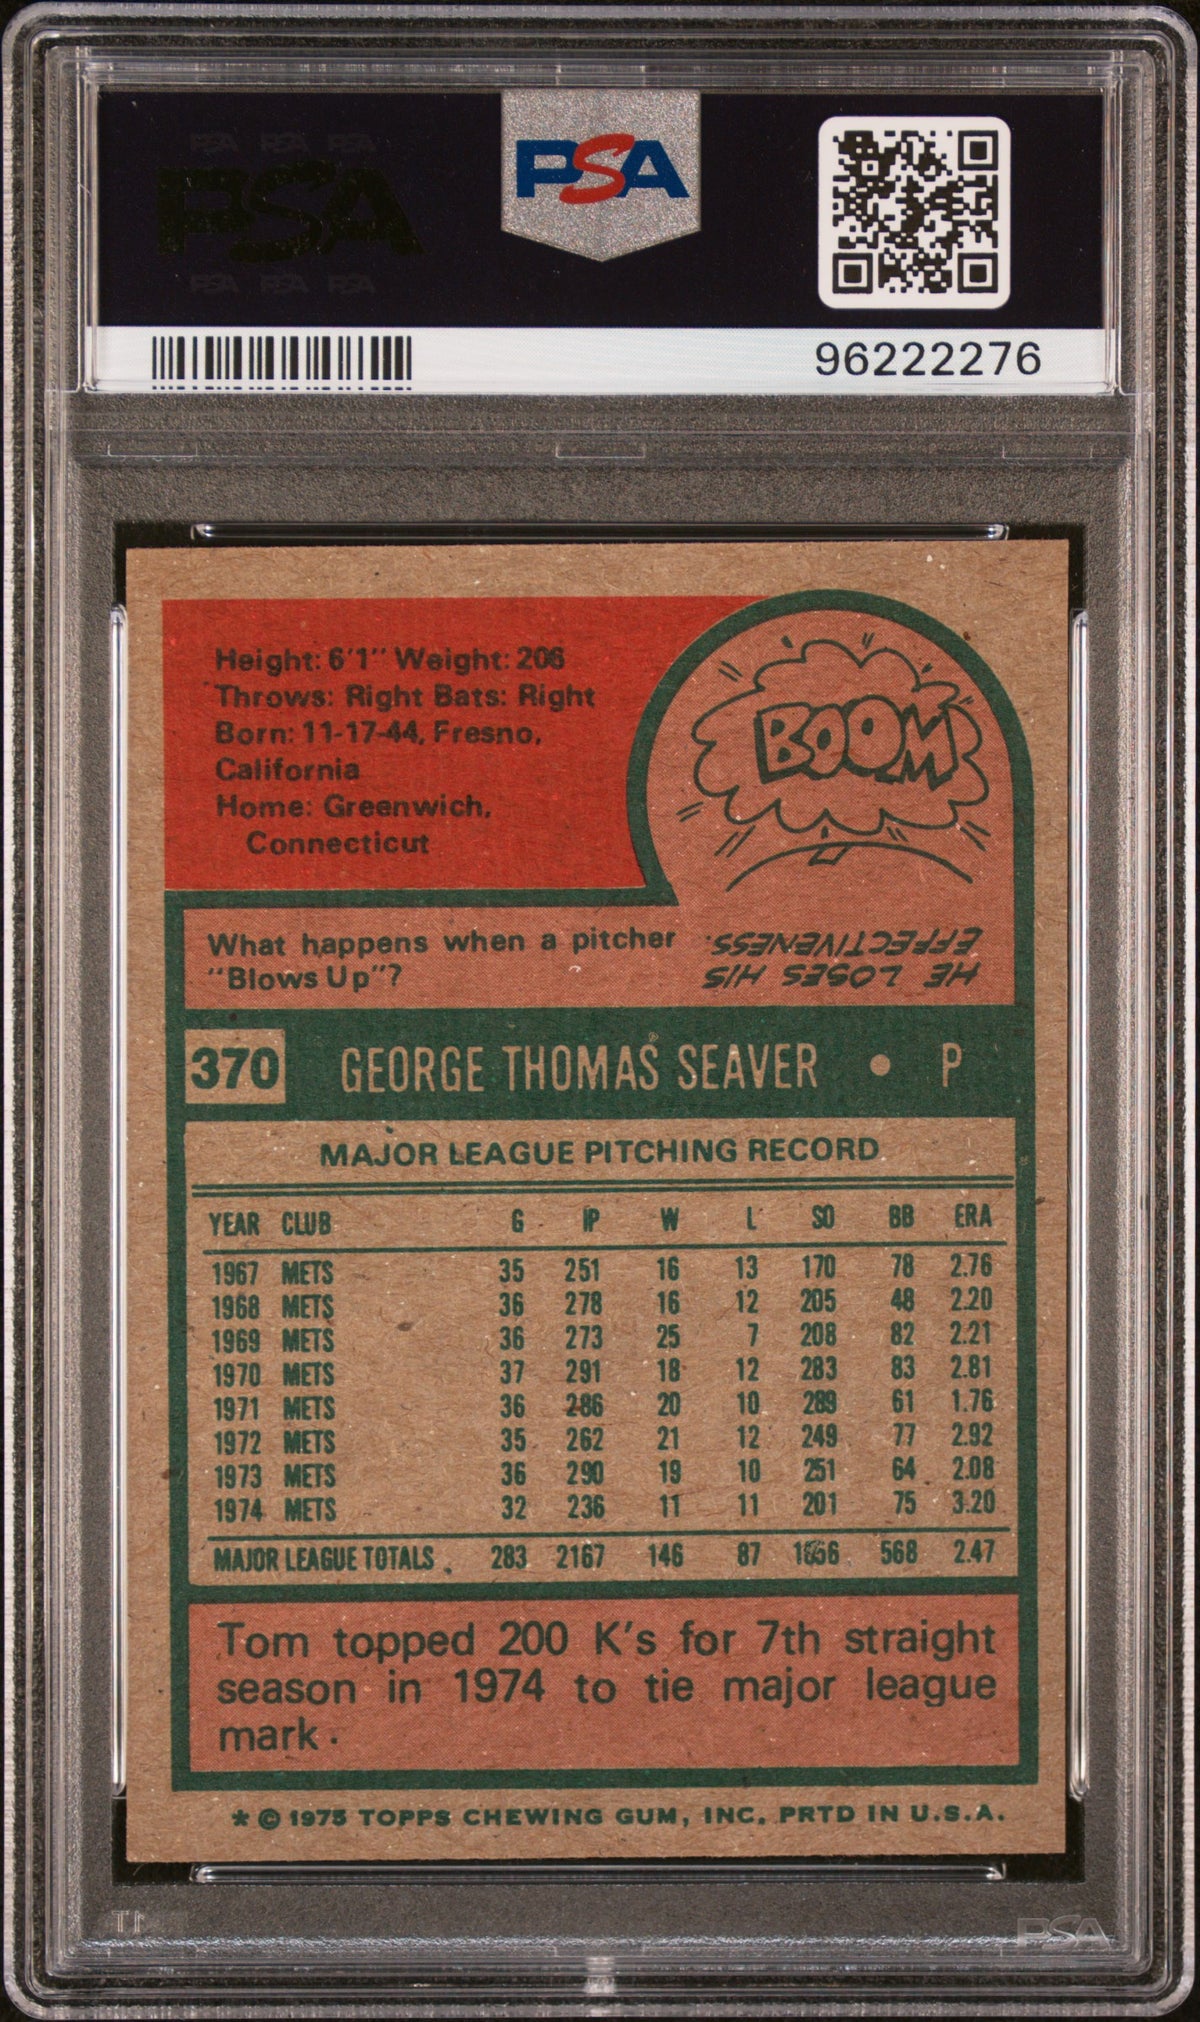 PSA PSA PSA
PSA
PSA PSA PSA
PSA
96222276
Height: 6'1" Weight: 206
Throws: Right Bats: Right
Born: 11-17-44, Fresno,
California
Home: Greenwich,
Connecticut
BOOM
What happens when a pitcher
"Blows Up"?
HE LOSES HIS
EFFECTIVENESS.
370 GEORGE THOMAS SEAVER • P
MAJOR LEAGUE PITCHING RECORD
YEAR CLUB G IP W L SO BB ERA
1967 METS 35 251 16 13 170 78 2.76
1968 METS 36 278 16 12 205 48 2.20
1969 METS 36 273 25 7 208 82 2.21
1970 METS 37 291 18 12 283 83 2.81
1971 METS 36 286 20 10 289 61 1.76
1972 METS 35 262 21 12 249 77 2.92
1973 METS 36 290 19 10 251 64 2.08
1974 METS 32 236 11 11 201 75 3.20
MAJOR LEAGUE TOTALS 283 2167 146 87 1856 568 2.47
Tom topped 200 K's for 7th straight
season in 1974 to tie major league
mark.
* © 1975 TOPPS CHEWING GUM, INC. PRTD IN U.S.A.
PSA